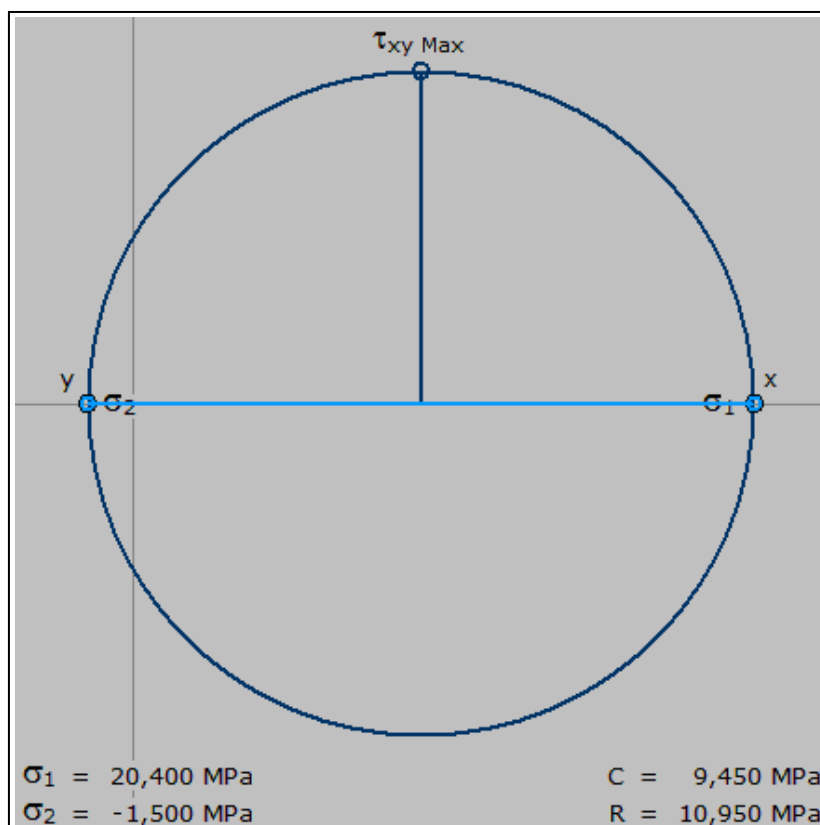 τxy Max
y
x
σ2
σ1
σ1 = 20,400 MPa
C = 9,450 MPa
σ2 = -1,500 MPa
R = 10,950 MPa